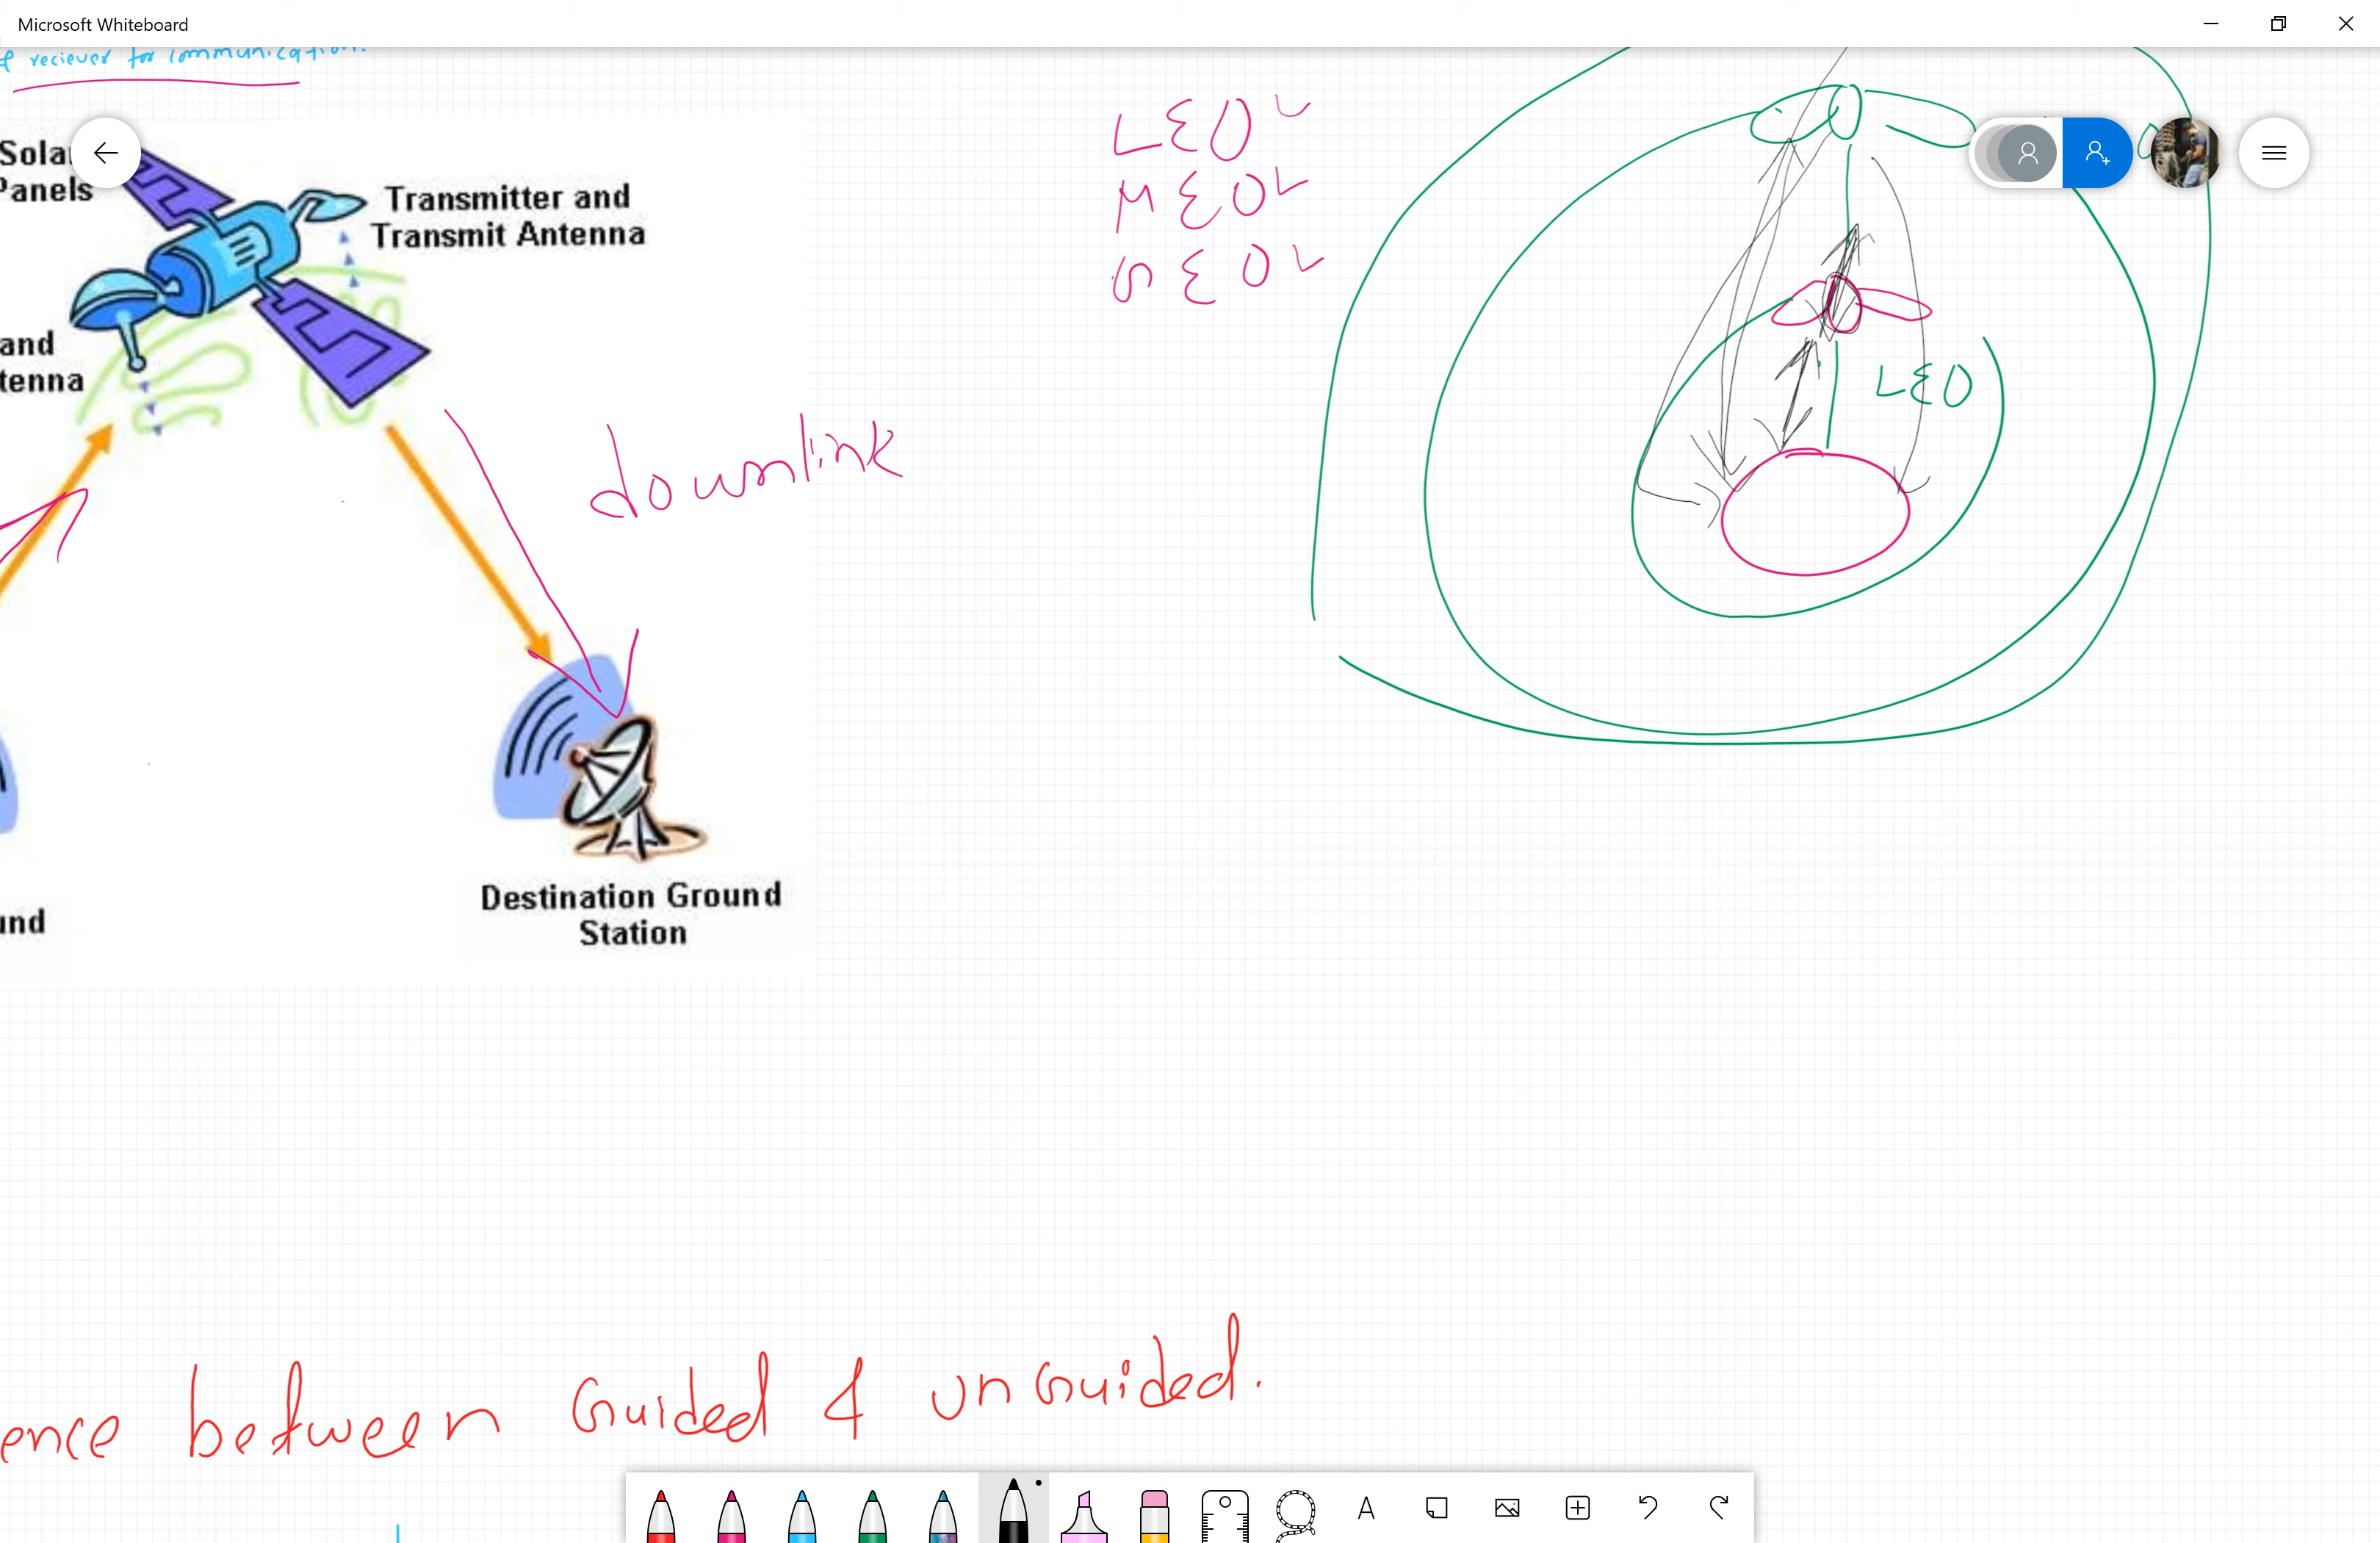 Microsoft Whiteboard
reciever for communication.
Solar
Panels
Transmitter and
Transmit Antenna
and
tenna
LEO
MEO
GEO
LEO
downlink
Destination Ground
Station
und
ence between Guided & unGuided.